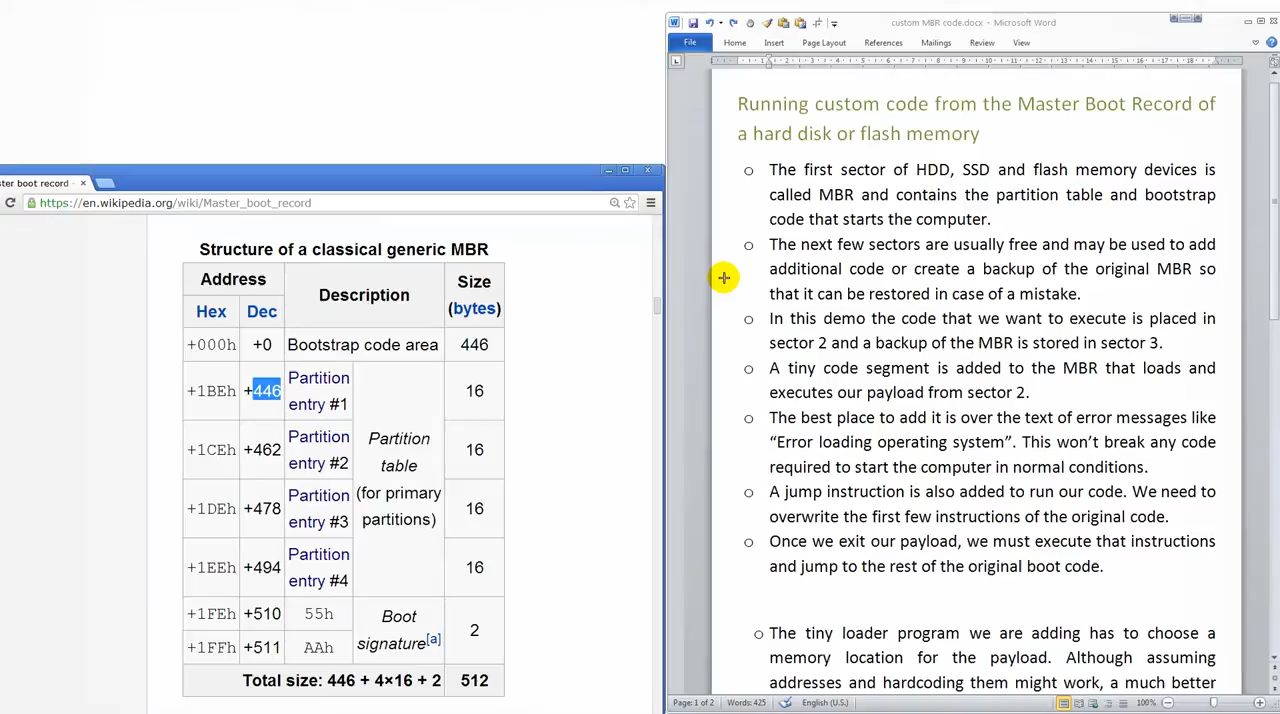 custom MBR code.docx - Microsoft Word
File Home Insert Page Layout References Mailings Review View
Running custom code from the Master Boot Record of
a hard disk or flash memory
o The first sector of HDD, SSD and flash memory devices is
called MBR and contains the partition table and bootstrap
code that starts the computer.
o The next few sectors are usually free and may be used to add
additional code or create a backup of the original MBR so
that it can be restored in case of a mistake.
o In this demo the code that we want to execute is placed in
sector 2 and a backup of the MBR is stored in sector 3.
o A tiny code segment is added to the MBR that loads and
executes our payload from sector 2.
o The best place to add it is over the text of error messages like
“Error loading operating system”. This won’t break any code
required to start the computer in normal conditions.
o A jump instruction is also added to run our code. We need to
overwrite the first few instructions of the original code.
o Once we exit our payload, we must execute that instructions
and jump to the rest of the original boot code.
o The tiny loader program we are adding has to choose a
memory location for the payload. Although assuming
addresses and hardcoding them might work, a much better
Page: 1 of 2 Words: 425 English (U.S.) 100%
ster boot record
https://en.wikipedia.org/wiki/Master_boot_record
Structure of a classical generic MBR
Address Description Size
(bytes)
Hex Dec
+000h +0 Bootstrap code area 446
+1BEh +446 Partition
entry #1 16
+1CEh +462 Partition
entry #2 16
Partition
table
(for primary
partitions)
+1DEh +478 Partition
entry #3 16
+1EEh +494 Partition
entry #4 16
+1FEh +510 55h Boot
signature[a] 2
+1FFh +511 AAh
Total size: 446 + 4×16 + 2 512